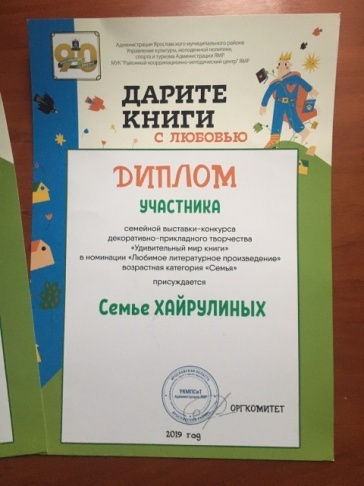 90
Администрация Ярославского муниципального района
Управление культуры, молодежной политики,
спорта и туризма Администрации ЯМР
МУК "Районный координационно-методический центр" ЯМР
ДАРИТЕ
КНИГИ
С ЛЮБОВЬЮ
ДИПЛОМ
УЧАСТНИКА
семейной выставки-конкурса
декоративно-прикладного творчества
«Удивительный мир книги»
в номинации «Любимое литературное произведение»
возрастная категория «Семья»
присуждается
Семье ХАЙРУЛИНЫХ
УКМПСиТ
ОРГКОМИТЕТ
2019 год